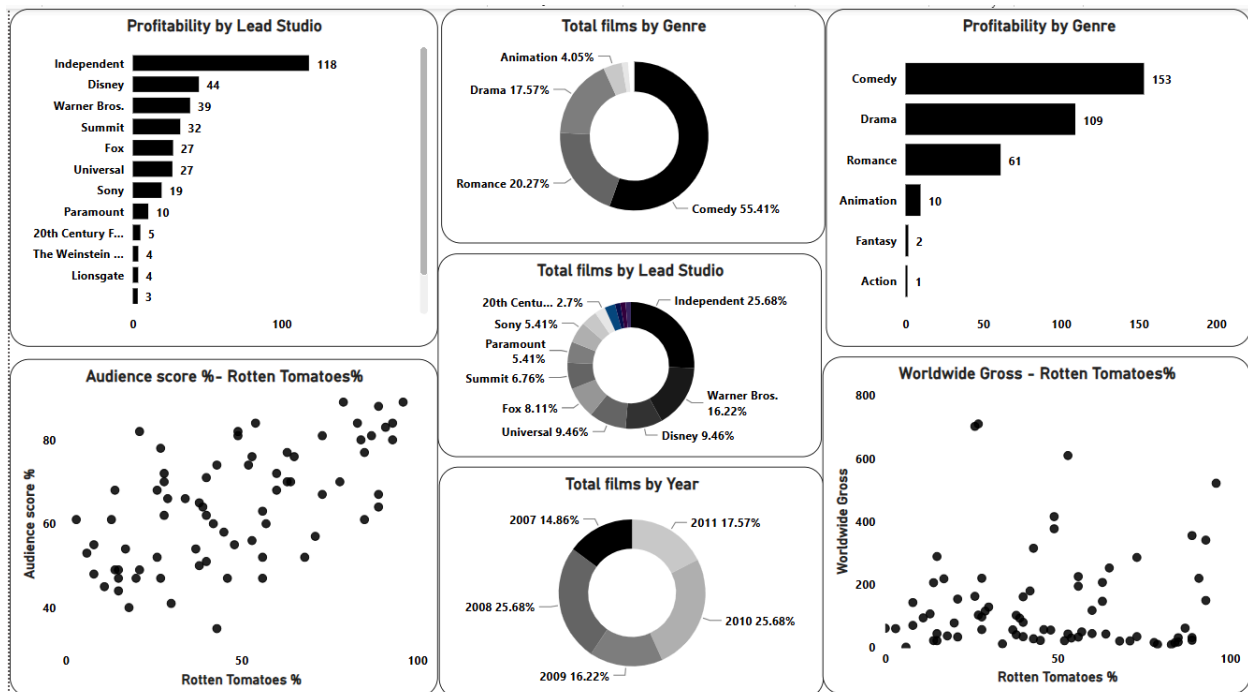 Profitability by Lead Studio
Independent 118
Disney 44
Warner Bros. 39
Summit 32
Fox 27
Universal 27
Sony 19
Paramount 10
20th Century F... 5
The Weinstein ... 4
Lionsgate 4
3
0 100
Total films by Genre
Animation 4.05%
Drama 17.57%
Romance 20.27%
Comedy 55.41%
Profitability by Genre
Comedy 153
Drama 109
Romance 61
Animation 10
Fantasy 2
Action 1
0 50 100 150 200
Total films by Lead Studio
20th Centu... 2.7%
Independent 25.68%
Sony 5.41%
Paramount
5.41%
Summit 6.76%
Warner Bros.
16.22%
Fox 8.11%
Universal 9.46%
Disney 9.46%
Audience score %- Rotten Tomatoes%
Audience score %
80
60
40
0 50 100
Rotten Tomatoes %
Total films by Year
2007 14.86%
2011 17.57%
2008 25.68%
2010 25.68%
2009 16.22%
Worldwide Gross - Rotten Tomatoes%
Worldwide Gross
800
600
400
200
0
0 50 100
Rotten Tomatoes %